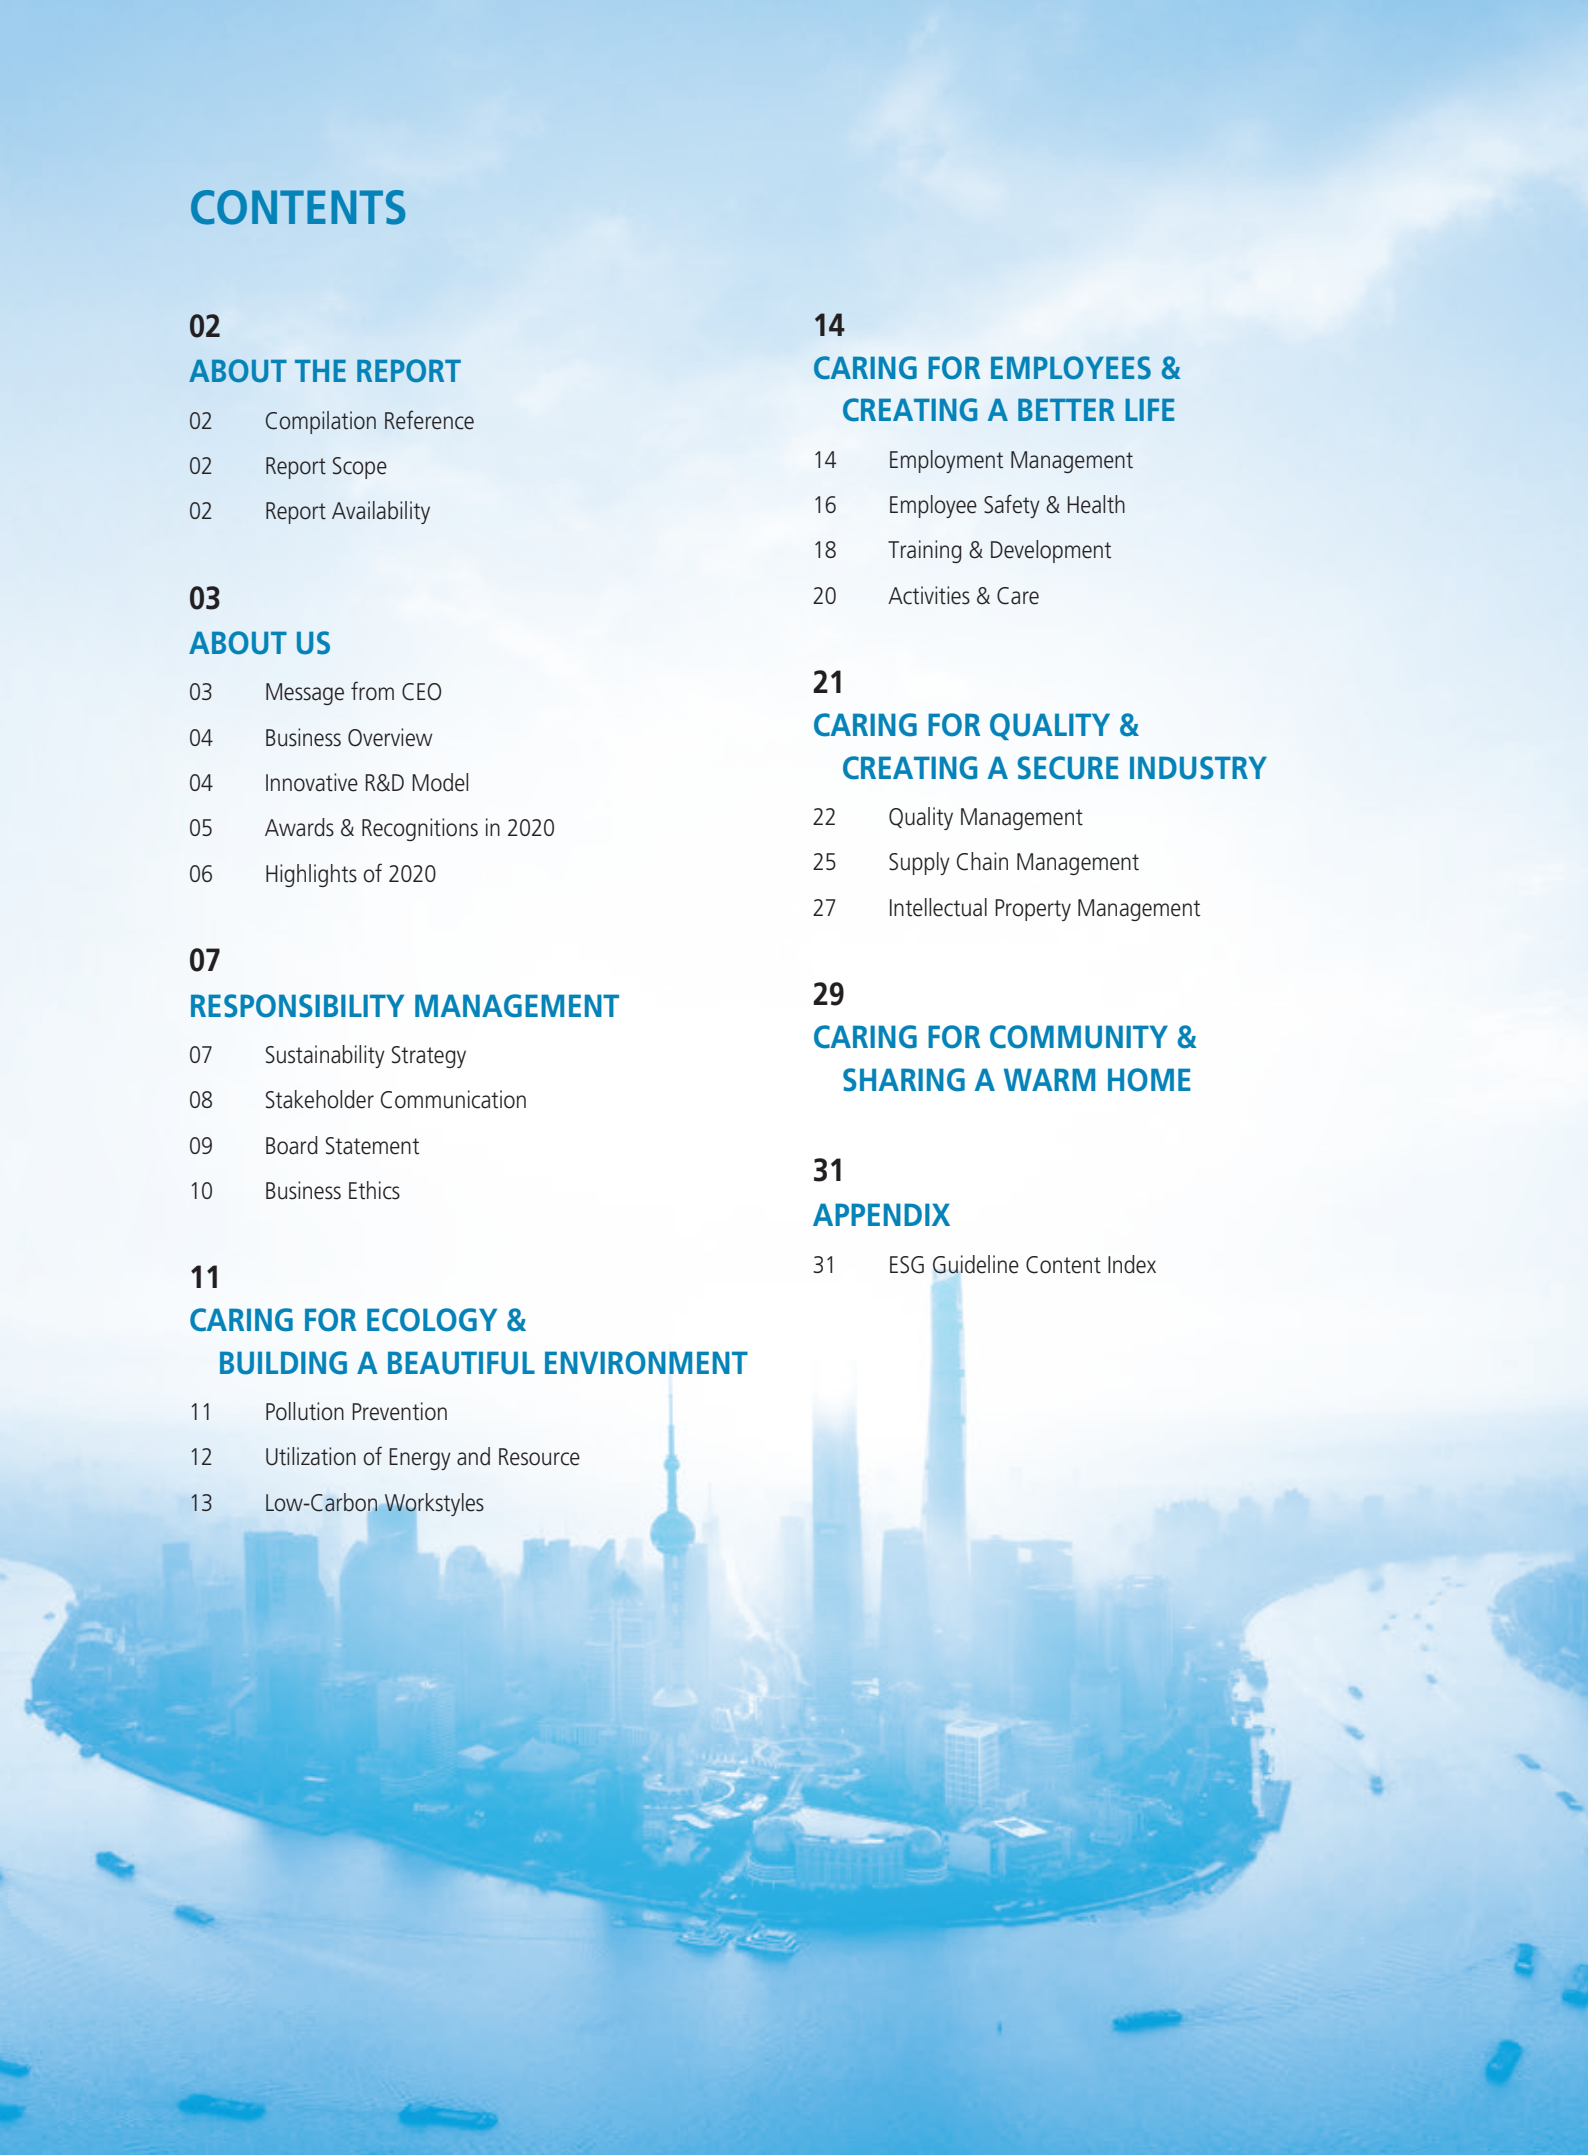 CONTENTS
02
ABOUT THE REPORT
02 Compilation Reference
02 Report Scope
02 Report Availability
03
ABOUT US
03 Message from CEO
04 Business Overview
04 Innovative R&D Model
05 Awards & Recognitions in 2020
06 Highlights of 2020
07
RESPONSIBILITY MANAGEMENT
07 Sustainability Strategy
08 Stakeholder Communication
09 Board Statement
10 Business Ethics
11
CARING FOR ECOLOGY &
BUILDING A BEAUTIFUL ENVIRONMENT
11 Pollution Prevention
12 Utilization of Energy and Resource
13 Low-Carbon Workstyles
14
CARING FOR EMPLOYEES &
CREATING A BETTER LIFE
14 Employment Management
16 Employee Safety & Health
18 Training & Development
20 Activities & Care
21
CARING FOR QUALITY &
CREATING A SECURE INDUSTRY
22 Quality Management
25 Supply Chain Management
27 Intellectual Property Management
29
CARING FOR COMMUNITY &
SHARING A WARM HOME
31
APPENDIX
31 ESG Guideline Content Index